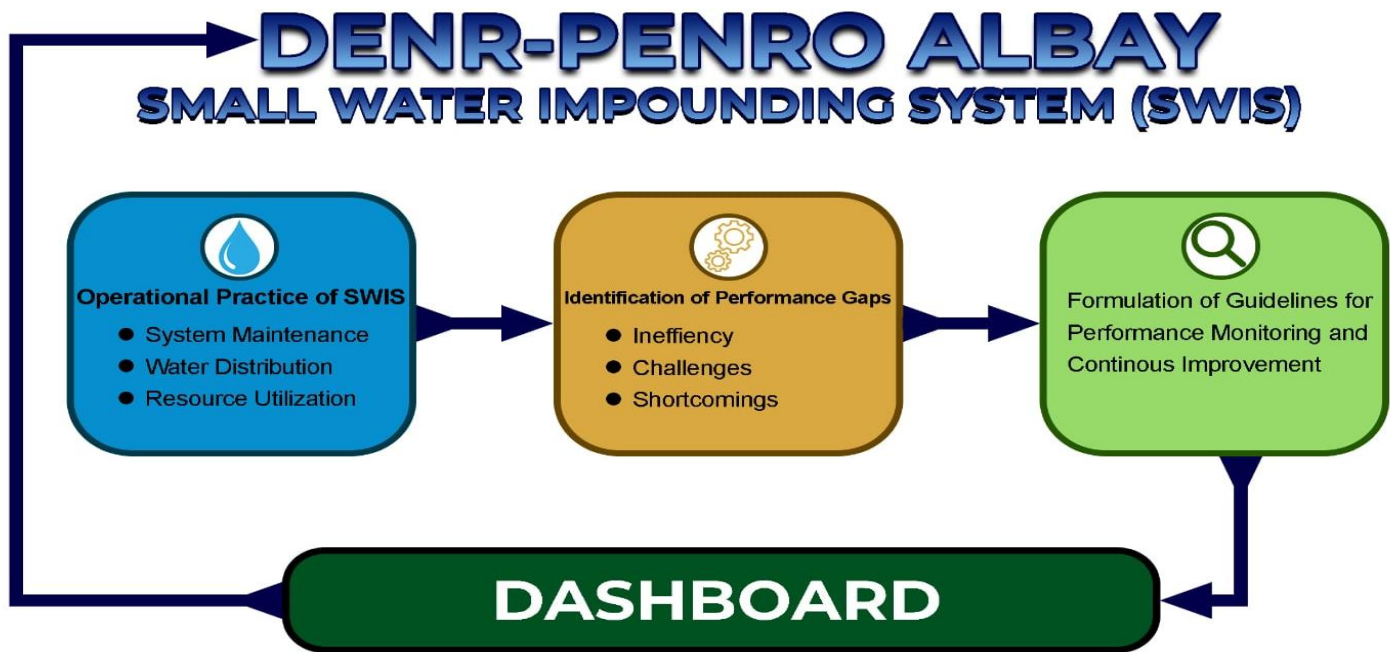 DENR-PENRO ALBAY
SMALL WATER IMPOUNDING SYSTEM (SWIS)
Operational Practice of SWIS
● System Maintenance
● Water Distribution
● Resource Utilization
Identification of Performance Gaps
● Ineffiency
● Challenges
● Shortcomings
Formulation of Guidelines for
Performance Monitoring and
Continous Improvement
DASHBOARD